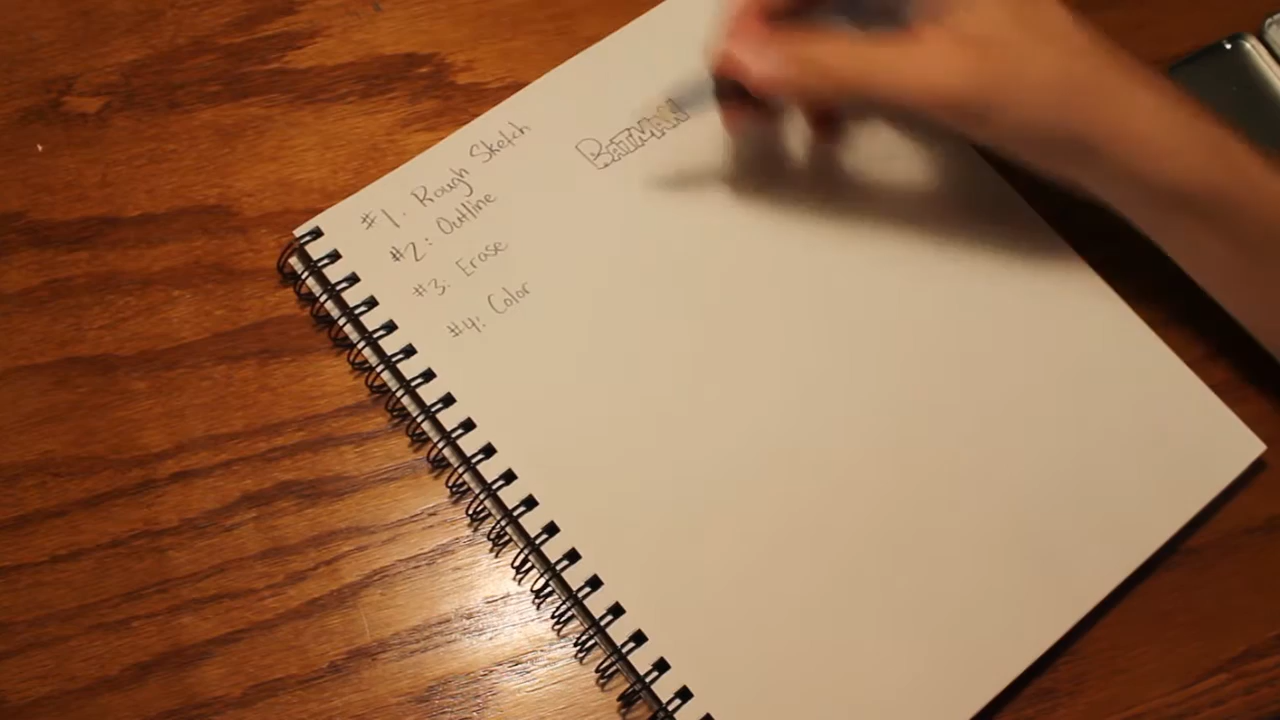 #1. Rough Sketch
#2: Outline
#3: Erase
#4: Color
BATMAN